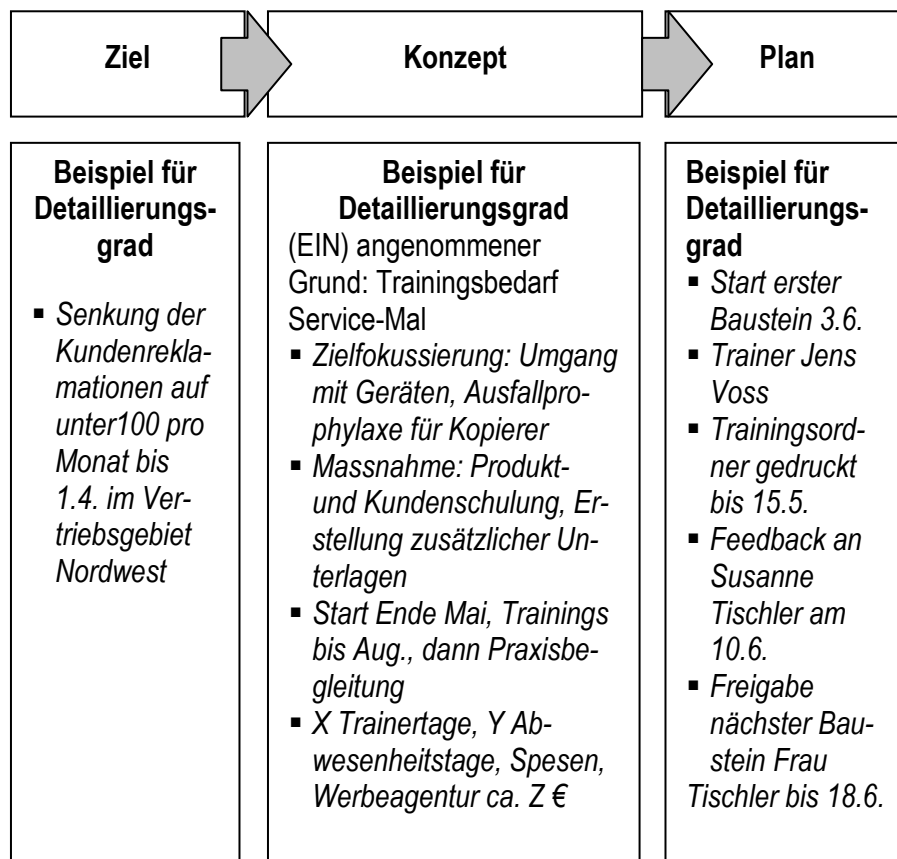 Ziel
Konzept
Plan
Beispiel für
Detaillierungs-
grad
▪ Senkung der
Kundenrekla-
mationen auf
unter100 pro
Monat bis
1.4. im Ver-
triebsgebiet
Nordwest
Beispiel für
Detaillierungsgrad
(EIN) angenommener
Grund: Trainingsbedarf
Service-Mal
▪ Zielfokussierung: Umgang
mit Geräten, Ausfallpro-
phylaxe für Kopierer
▪ Massnahme: Produkt-
und Kundenschulung, Er-
stellung zusätzlicher Un-
terlagen
▪ Start Ende Mai, Trainings
bis Aug., dann Praxisbe-
gleitung
▪ X Trainertage, Y Ab-
wesenheitstage, Spesen,
Werbeagentur ca. Z €
Beispiel für
Detaillierungs-
grad
▪ Start erster
Baustein 3.6.
▪ Trainer Jens
Voss
▪ Trainingsord-
ner gedruckt
bis 15.5.
▪ Feedback an
Susanne
Tischler am
10.6.
▪ Freigabe
nächster Bau-
stein Frau
Tischler bis 18.6.